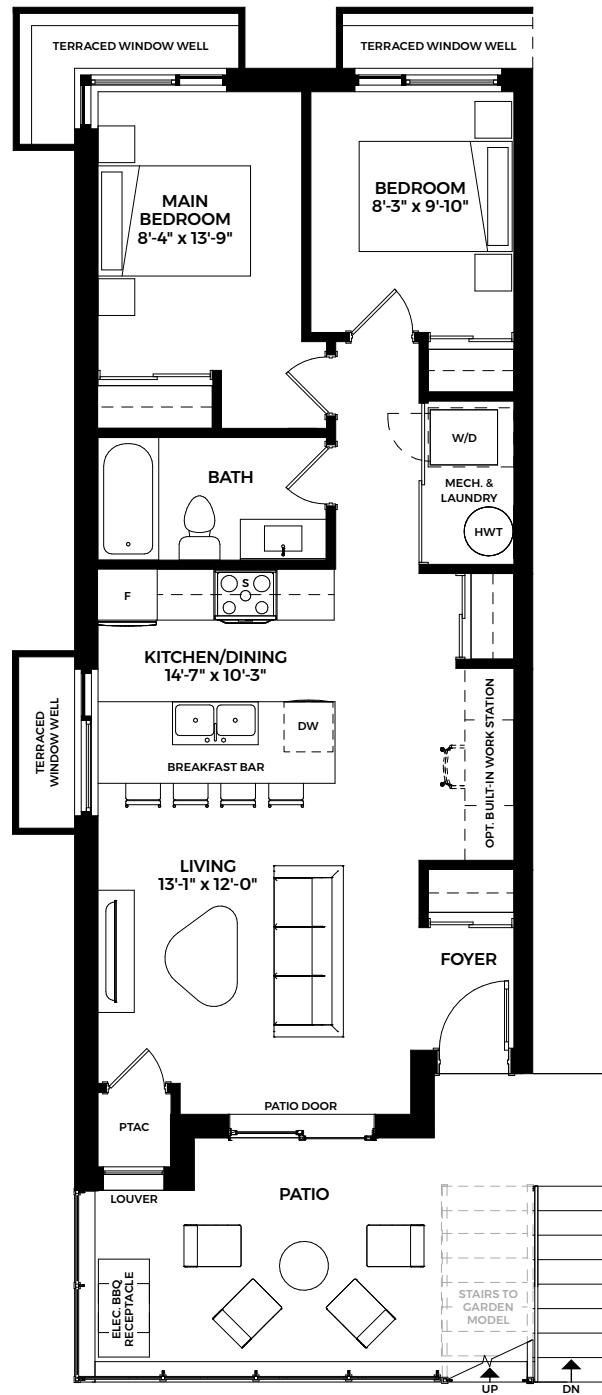 TERRACED WINDOW WELL
TERRACED WINDOW WELL
MAIN
BEDROOM
8'-4" x 13'-9"
BEDROOM
8'-3" x 9'-10"
W/D
BATH
MECH. &
LAUNDRY
HWT
F
S
KITCHEN/DINING
14'-7" x 10'-3"
TERRACED
WINDOW WELL
DW
BREAKFAST BAR
OPT. BUILT-IN WORK STATION
LIVING
13'-1" x 12'-0"
FOYER
PATIO DOOR
PTAC
LOUVER
PATIO
ELEC. BBQ
RECEPTACLE
STAIRS TO
GARDEN
MODEL
UP
DN